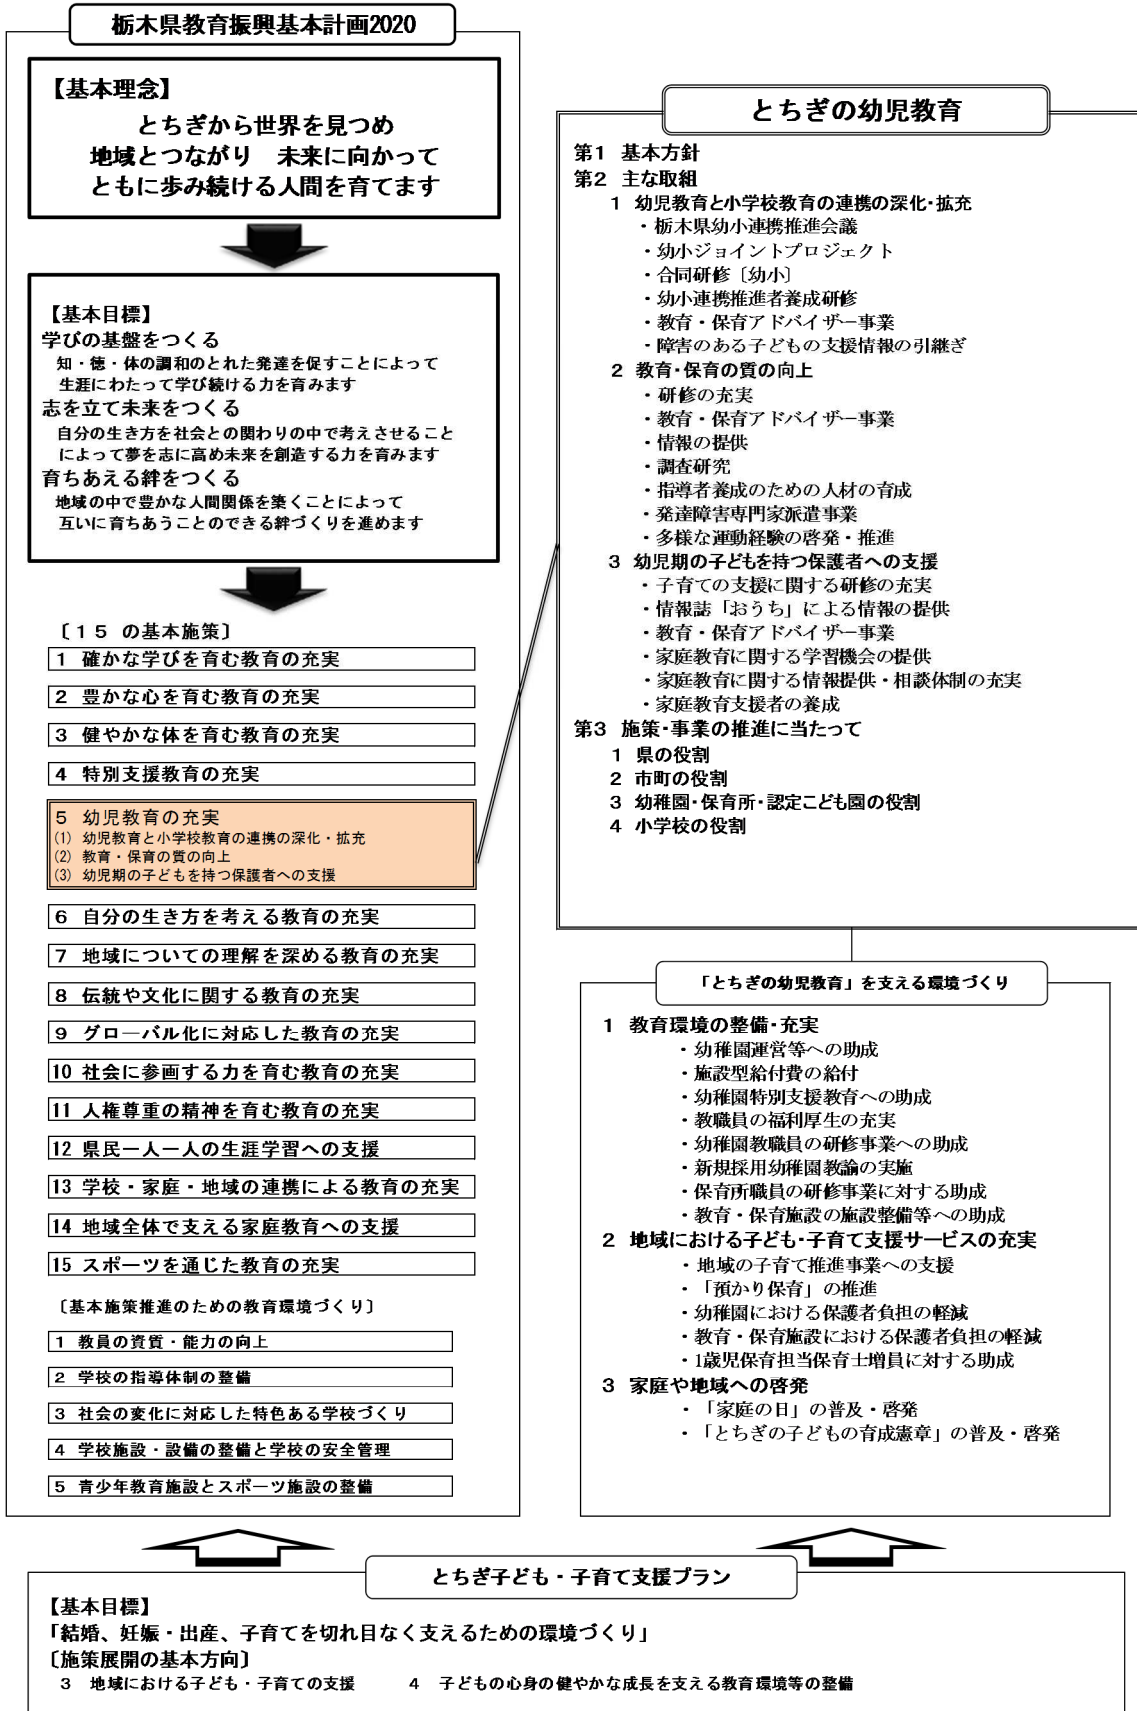 栃木県教育振興基本計画2020
【基本理念】
とちぎから世界を見つめ
地域とつながり　未来に向かって
ともに歩み続ける人間を育てます
【基本目標】
学びの基盤をつくる
知・徳・体の調和のとれた発達を促すことによって
生涯にわたって学び続ける力を育みます
志を立て未来をつくる
自分の生き方を社会との関わりの中で考えさせること
によって夢を志に高め未来を創造する力を育みます
育ちあえる絆をつくる
地域の中で豊かな人間関係を築くことによって
互いに育ちあうことのできる絆づくりを進めます
〔１５ の基本施策〕
1 確かな学びを育む教育の充実
2 豊かな心を育む教育の充実
3 健やかな体を育む教育の充実
4 特別支援教育の充実
5 幼児教育の充実
(1) 幼児教育と小学校教育の連携の深化・拡充
(2) 教育・保育の質の向上
(3) 幼児期の子どもを持つ保護者への支援
6 自分の生き方を考える教育の充実
7 地域についての理解を深める教育の充実
8 伝統や文化に関する教育の充実
9 グローバル化に対応した教育の充実
10 社会に参画する力を育む教育の充実
11 人権尊重の精神を育む教育の充実
12 県民一人一人の生涯学習への支援
13 学校・家庭・地域の連携による教育の充実
14 地域全体で支える家庭教育への支援
15 スポーツを通じた教育の充実
〔基本施策推進のための教育環境づくり〕
1 教員の資質・能力の向上
2 学校の指導体制の整備
3 社会の変化に対応した特色ある学校づくり
4 学校施設・設備の整備と学校の安全管理
5 青少年教育施設とスポーツ施設の整備
とちぎの幼児教育
第1 基本方針
第2 主な取組
1 幼児教育と小学校教育の連携の深化・拡充
・栃木県幼小連携推進会議
・幼小ジョイントプロジェクト
・合同研修〔幼小〕
・幼小連携推進者養成研修
・教育・保育アドバイザー事業
・障害のある子どもの支援情報の引継ぎ
2 教育・保育の質の向上
・研修の充実
・教育・保育アドバイザー事業
・情報の提供
・調査研究
・指導者養成のための人材の育成
・発達障害専門家派遣事業
・多様な運動経験の啓発・推進
3 幼児期の子どもを持つ保護者への支援
・子育ての支援に関する研修の充実
・情報誌「おうち」による情報の提供
・教育・保育アドバイザー事業
・家庭教育に関する学習機会の提供
・家庭教育に関する情報提供・相談体制の充実
・家庭教育支援者の養成
第3 施策・事業の推進に当たって
1 県の役割
2 市町の役割
3 幼稚園・保育所・認定こども園の役割
4 小学校の役割
「とちぎの幼児教育」を支える環境づくり
1 教育環境の整備・充実
・幼稚園運営等への助成
・施設型給付費の給付
・幼稚園特別支援教育への助成
・教職員の福利厚生の充実
・幼稚園教職員の研修事業への助成
・新規採用幼稚園教諭の実施
・保育所職員の研修事業に対する助成
・教育・保育施設の施設整備等への助成
2 地域における子ども・子育て支援サービスの充実
・地域の子育て推進事業への支援
・「預かり保育」の推進
・幼稚園における保護者負担の軽減
・教育・保育施設における保護者負担の軽減
・1歳児保育担当保育士増員に対する助成
3 家庭や地域への啓発
・「家庭の日」の普及・啓発
・「とちぎの子どもの育成憲章」の普及・啓発
とちぎ子ども・子育て支援プラン
【基本目標】
「結婚、妊娠・出産、子育てを切れ目なく支えるための環境づくり」
〔施策展開の基本方向〕
3　地域における子ども・子育ての支援　　4　子どもの心身の健やかな成長を支える教育環境等の整備